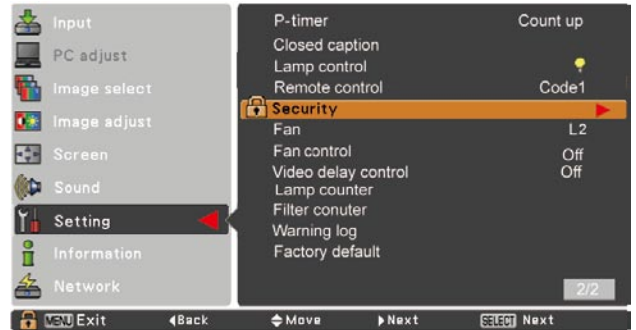 Input
PC adjust
Image select
Image adjust
Screen
Sound
Setting
Information
Network
P-timer Count up
Closed caption
Lamp control
Remote control Code1
Security
Fan L2
Fan control Off
Video delay control Off
Lamp counter
Filter conuter
Warning log
Factory default
2/2
MENU Exit Back Move Next SELECT Next